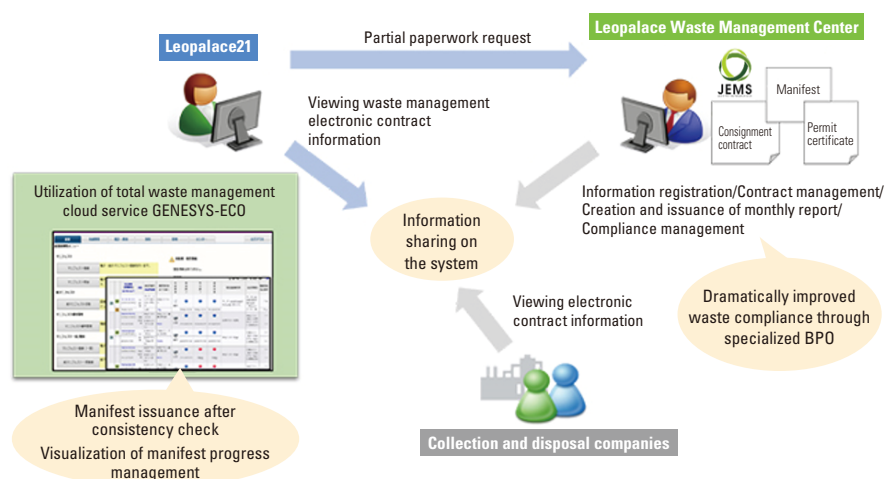 Leopalace21
Partial paperwork request
Leopalace Waste Management Center
JEMS
Manifest
Consignment
contract
Permit
certificate
Viewing waste management
electronic contract
information
Utilization of total waste management
cloud service GENESYS-ECO
Information
sharing on
the system
Information registration/Contract management/
Creation and issuance of monthly report/
Compliance management
Viewing electronic
contract information
Dramatically improved
waste compliance through
specialized BPO
Manifest issuance after
consistency check
Visualization of manifest progress
management
Collection and disposal companies